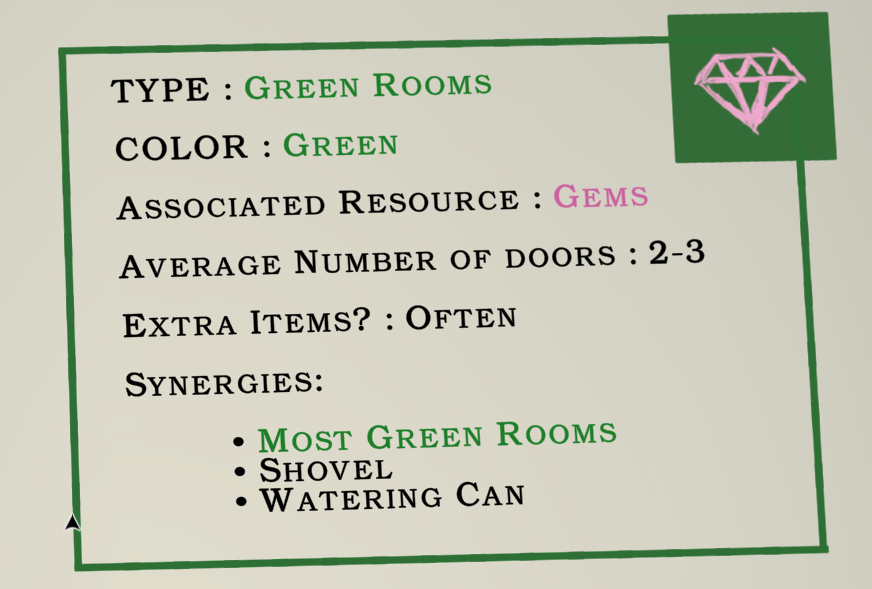 TYPE : GREEN ROOMS
COLOR : GREEN
ASSOCIATED RESOURCE : GEMS
AVERAGE NUMBER OF DOORS : 2-3
EXTRA ITEMS? : OFTEN
SYNERGIES:
• MOST GREEN ROOMS
• SHOVEL
• WATERING CAN